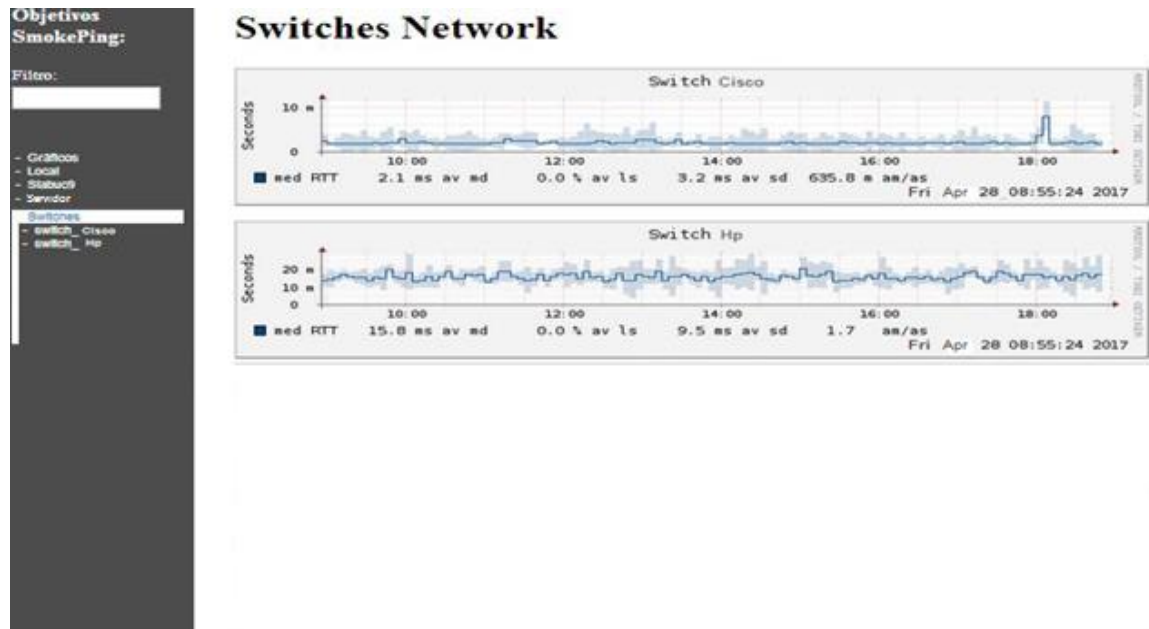 Objetivos
SmokePing:
Filtro:
- Gráficos
- Local
- Servidor
Switches
- switch_ Cisco
- switch_ Hp
Switches Network
Switch Cisco
Seconds
10 m
0
10:00 12:00 14:00 16:00 18:00
med RTT 2.1 ms av md 0.0 % av ls 3.2 ms av sd 635.8 m am/as
Fri Apr 28 08:55:24 2017
Switch Hp
Seconds
20 m
10 m
0
10:00 12:00 14:00 16:00 18:00
med RTT 15.8 ms av md 0.0 % av ls 9.5 ms av sd 1.7 am/as
Fri Apr 28 08:55:24 2017